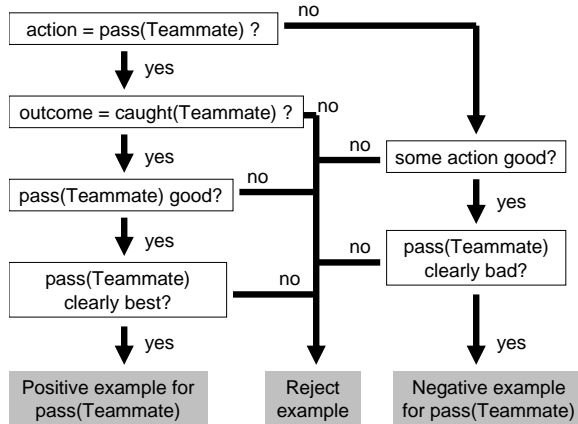 action = pass(Teammate) ?
no
yes
outcome = caught(Teammate) ?
no
yes
no
some action good?
pass(Teammate) good?
no
yes
yes
no
pass(Teammate)
clearly bad?
pass(Teammate)
clearly best?
no
yes
yes
Positive example for
pass(Teammate)
Reject
example
Negative example
for pass(Teammate)